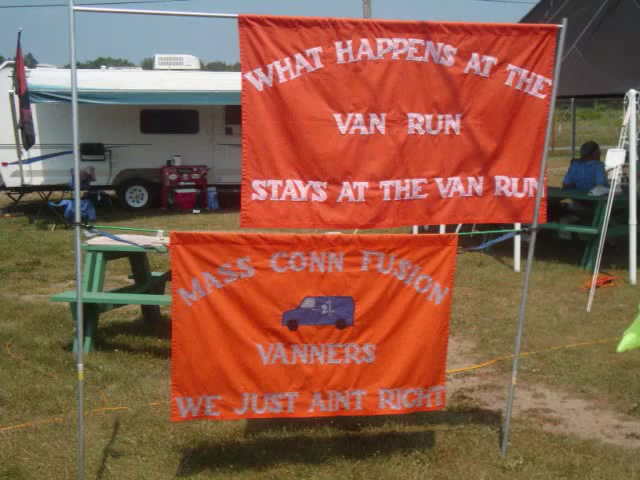 WHAT HAPPENS AT THE
VAN RUN
STAYS AT THE VAN RUN
MASS CONN FUSION
VANNERS
WE JUST AINT RIGHT